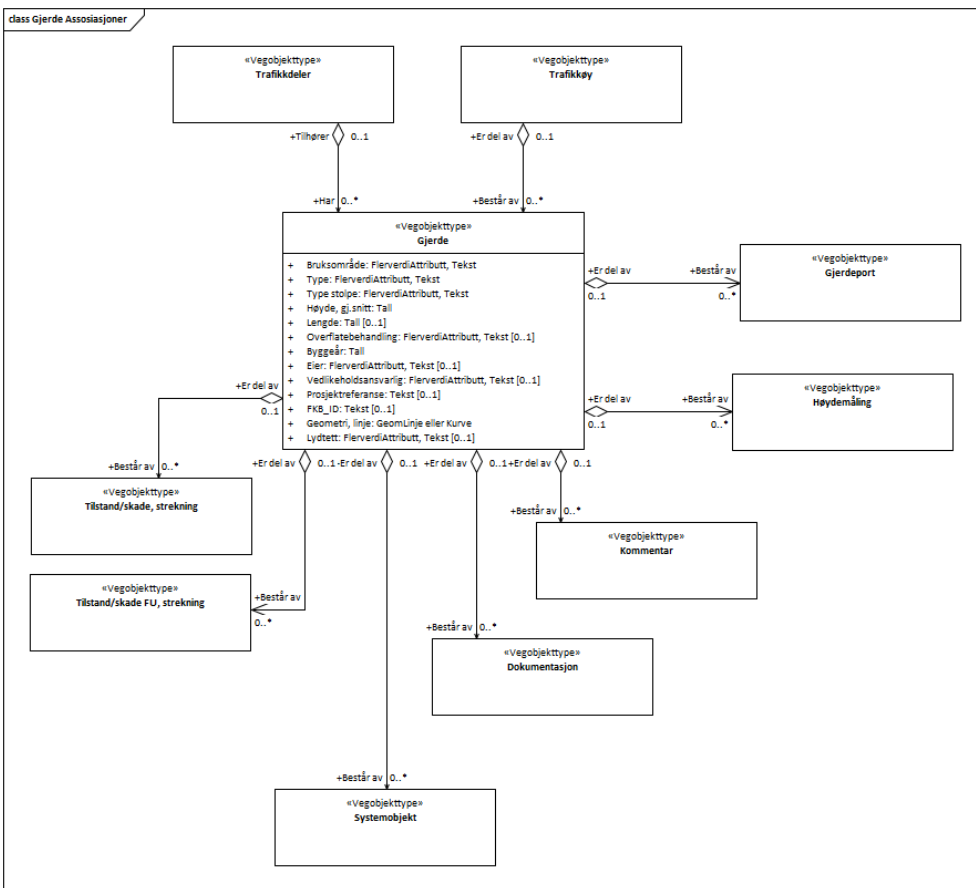 class Gjerde Assosiasjoner
«Vegobjekttype»
Trafikkdeler
«Vegobjekttype»
Trafikkøy
+Tilhører 0..1
+Er del av 0..1
+Har 0..*
+Består av 0..*
«Vegobjekttype»
Gjerde
+ Bruksområde: FlerverdiAttributt, Tekst
+ Type: FlerverdiAttributt, Tekst
+ Type stolpe: FlerverdiAttributt, Tekst
+ Høyde, gj.snitt: Tall
+ Lengde: Tall [0..1]
+ Overflatebehandling: FlerverdiAttributt, Tekst [0..1]
+ Byggeår: Tall
+ Eier: FlerverdiAttributt, Tekst [0..1]
+ Vedlikeholdsansvarlig: FlerverdiAttributt, Tekst [0..1]
+ Prosjektreferanse: Tekst [0..1]
+ FKB_ID: Tekst [0..1]
+ Geometri, linje: GeomLinje eller Kurve
+ Lydtett: FlerverdiAttributt, Tekst [0..1]
+Er del av
0..1
+Består av
0..*
«Vegobjekttype»
Gjerdeport
+Er del av
0..1
+Består av
0..*
«Vegobjekttype»
Høydemåling
+Er del av
0..1
+Består av 0..*
«Vegobjekttype»
Tilstand/skade, strekning
+Er del av 0..1
-Er del av 0..1
+Er del av 0..1
+Er del av 0..1
+Består av 0..*
«Vegobjekttype»
Kommentar
«Vegobjekttype»
Tilstand/skade FU, strekning
+Består av
0..*
+Består av 0..*
«Vegobjekttype»
Dokumentasjon
+Består av 0..*
«Vegobjekttype»
Systemobjekt